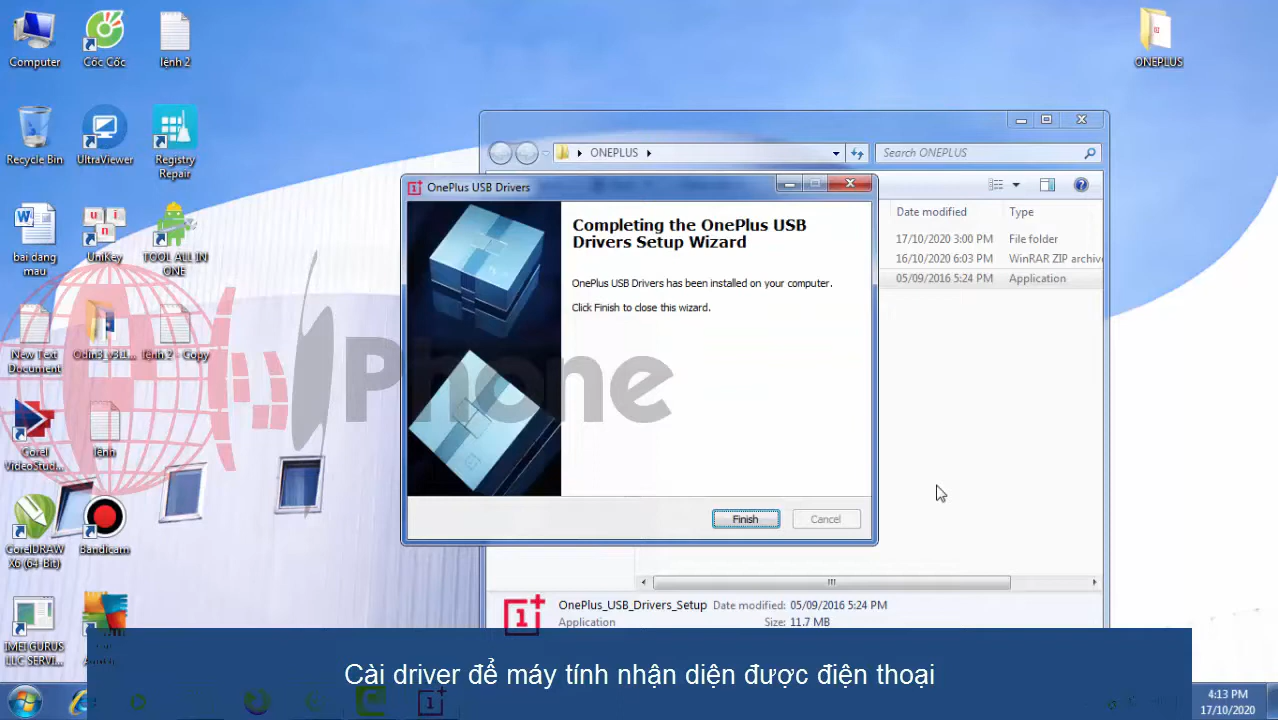 Computer
Cốc Cốc
lệnh 2
ONEPLUS
Recycle Bin
UltraViewer
Registry
Repair
bai dang
mau
UniKey
TOOL ALL IN
ONE
New Text
Document
Odin3_v3.1...
lệnh 2 - Copy
Corel
VideoStud...
lệnh
CorelDRAW
X6 (64-Bit)
Bandicam
IMEI GURUS
LLC SERVI...
Phone
ONEPLUS
Search ONEPLUS
Date modified
Type
17/10/2020 3:00 PM
File folder
16/10/2020 6:03 PM
WinRAR ZIP archive
05/09/2016 5:24 PM
Application
OnePlus USB Drivers
Completing the OnePlus USB
Drivers Setup Wizard
OnePlus USB Drivers has been installed on your computer.
Click Finish to close this wizard.
Finish
Cancel
OnePlus_USB_Drivers_Setup
Date modified: 05/09/2016 5:24 PM
Application
Size: 11.7 MB
Cài driver để máy tính nhận diện được điện thoại
4:13 PM
17/10/2020